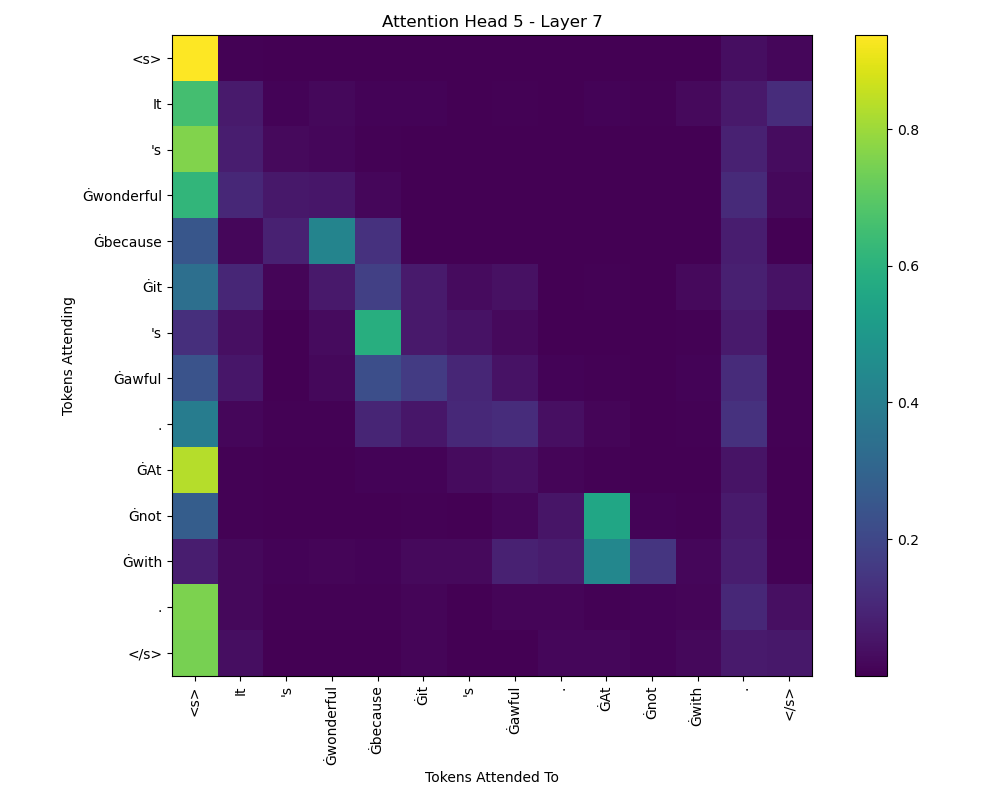 Attention Head 5 - Layer 7
<s>
It
's
Ġwonderful
Ġbecause
Ġit
's
Ġawful
.
ĠAt
Ġnot
Ġwith
.
</s>
Tokens Attending
<s>
It
's
Ġwonderful
Ġbecause
Ġit
's
Ġawful
.
ĠAt
Ġnot
Ġwith
.
</s>
Tokens Attended To
0.8
0.6
0.4
0.2